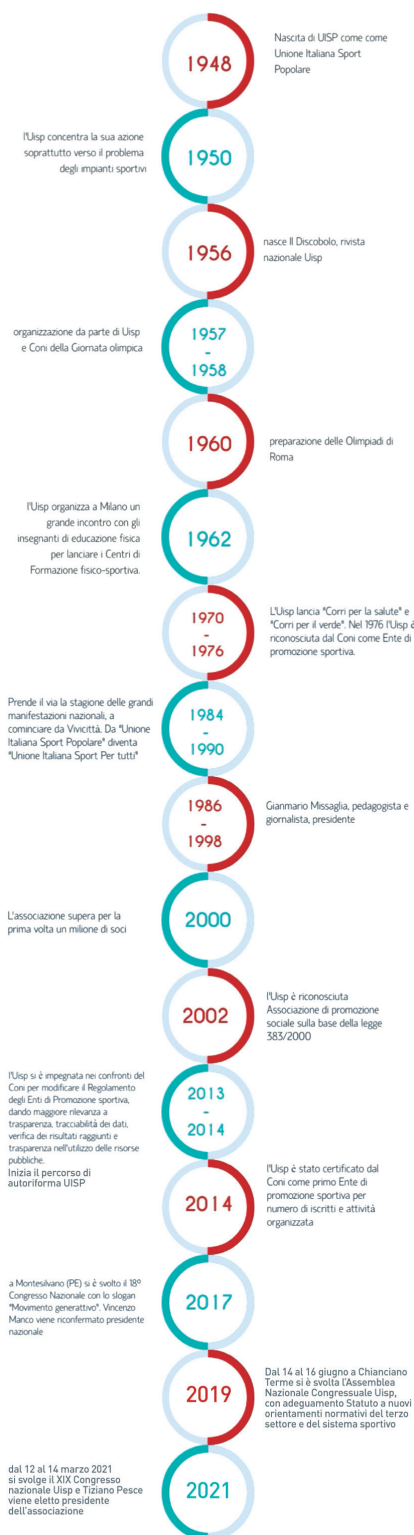 1948
Nascita di UISP come come
Unione Italiana Sport
Popolare
l'Uisp concentra la sua azione
soprattutto verso il problema
degli impianti sportivi
1950
1956
nasce Il Discobolo, rivista
nazionale Uisp
organizzazione da parte di Uisp
e Coni della Giornata olimpica
1957
-
1958
1960
preparazione delle Olimpiadi di
Roma
l'Uisp organizza a Milano un
grande incontro con gli
insegnanti di educazione fisica
per lanciare i Centri di
Formazione fisico-sportiva.
1962
1970
-
1976
L'Uisp lancia "Corri per la salute" e
"Corri per il verde". Nel 1976 l'Uisp è
riconosciuta dal Coni come Ente di
promozione sportiva.
Prende il via la stagione delle grandi
manifestazioni nazionali, a
cominciare da Vivicittà. Da "Unione
Italiana Sport Popolare" diventa
"Unione Italiana Sport Per tutti"
1984
-
1990
1986
-
1998
Gianmario Missaglia, pedagogista e
giornalista, presidente
L'associazione supera per la
prima volta un milione di soci
2000
2002
l'Uisp è riconosciuta
Associazione di promozione
sociale sulla base della legge
383/2000
l'Uisp si è impegnata nei confronti del
Coni per modificare il Regolamento
degli Enti di Promozione sportiva,
dando maggiore rilevanza a
trasparenza, tracciabilità dei dati,
verifica dei risultati raggiunti e
trasparenza nell'utilizzo delle risorse
pubbliche.
Inizia il percorso di
autoriforma UISP
2013
-
2014
2014
l'Uisp è stato certificato dal
Coni come primo Ente di
promozione sportiva per
numero di iscritti e attività
organizzata
a Montesilvano (PE) si è svolto il 18º
Congresso Nazionale con lo slogan
"Movimento generattivo". Vincenzo
Manco viene riconfermato presidente
nazionale
2017
2019
Dal 14 al 16 giugno a Chianciano
Terme si è svolta l'Assemblea
Nazionale Congressuale Uisp,
con adeguamento Statuto a nuovi
orientamenti normativi del terzo
settore e del sistema sportivo
dal 12 al 14 marzo 2021
si svolge il XIX Congresso
nazionale Uisp e Tiziano Pesce
viene eletto presidente
dell'associazione
2021